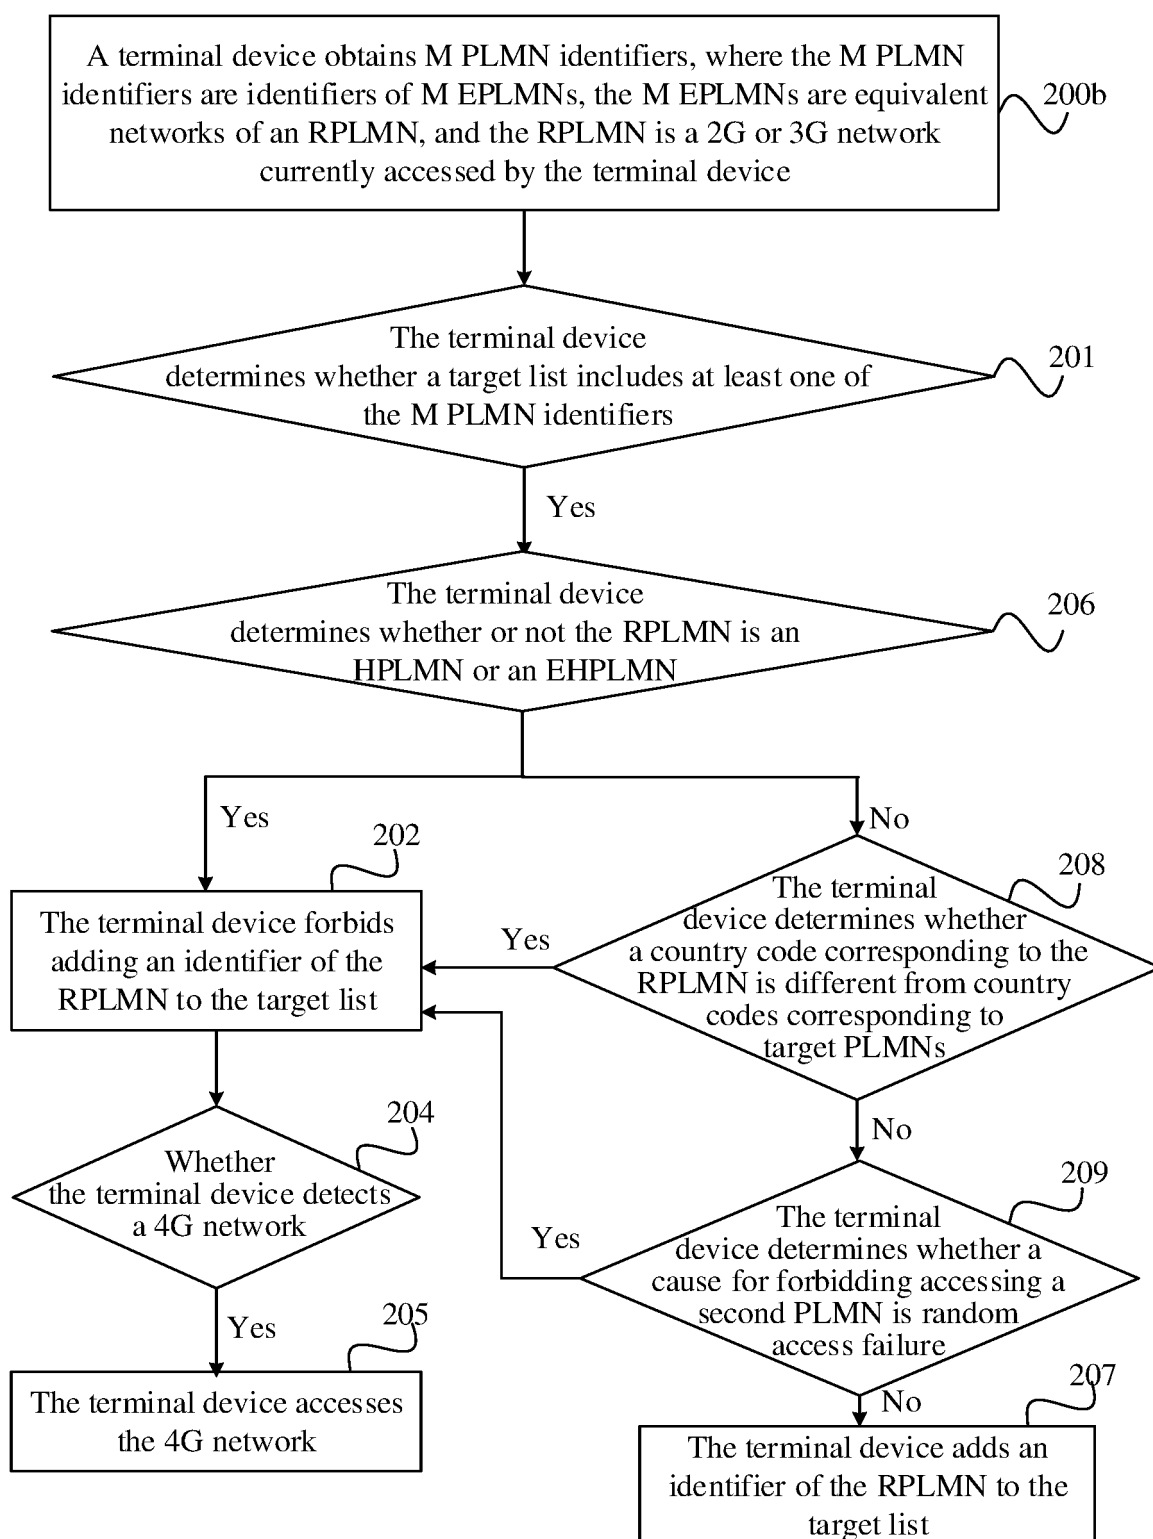 A terminal device obtains M PLMN identifiers, where the M PLMN
identifiers are identifiers of M EPLMNs, the M EPLMNs are equivalent
networks of an RPLMN, and the RPLMN is a 2G or 3G network
currently accessed by the terminal device
200b
The terminal device
determines whether a target list includes at least one of
the M PLMN identifiers
201
Yes
The terminal device
determines whether or not the RPLMN is an
HPLMN or an EHPLMN
206
Yes
No
202
The terminal device forbids
adding an identifier of the
RPLMN to the target list
Yes
The terminal
device determines whether
a country code corresponding to the
RPLMN is different from country
codes corresponding to
target PLMNs
208
No
204
Whether
the terminal device detects
a 4G network
Yes
The terminal
device determines whether a
cause for forbidding accessing a
second PLMN is random
access failure
209
Yes
205
The terminal device accesses
the 4G network
No
207
The terminal device adds an
identifier of the RPLMN to the
target list